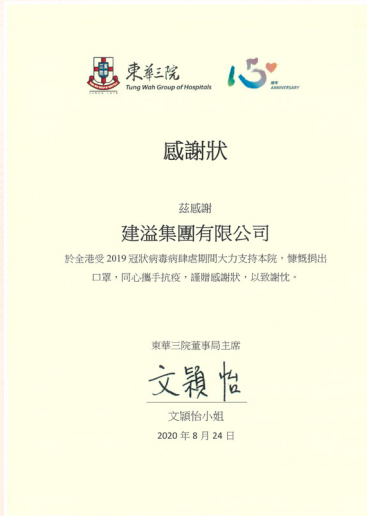 東華三院
Tung Wah Group of Hospitals
150
週年
ANNIVERSARY
感謝狀
茲感謝
建溢集團有限公司
於全港受 2019 冠狀病毒病肆虐期間大力支持本院，慷慨捐出
口罩，同心攜手抗疫，謹贈感謝狀，以致謝忱。
東華三院董事局主席
文穎怡
文頴怡小姐
2020 年 8 月 24 日